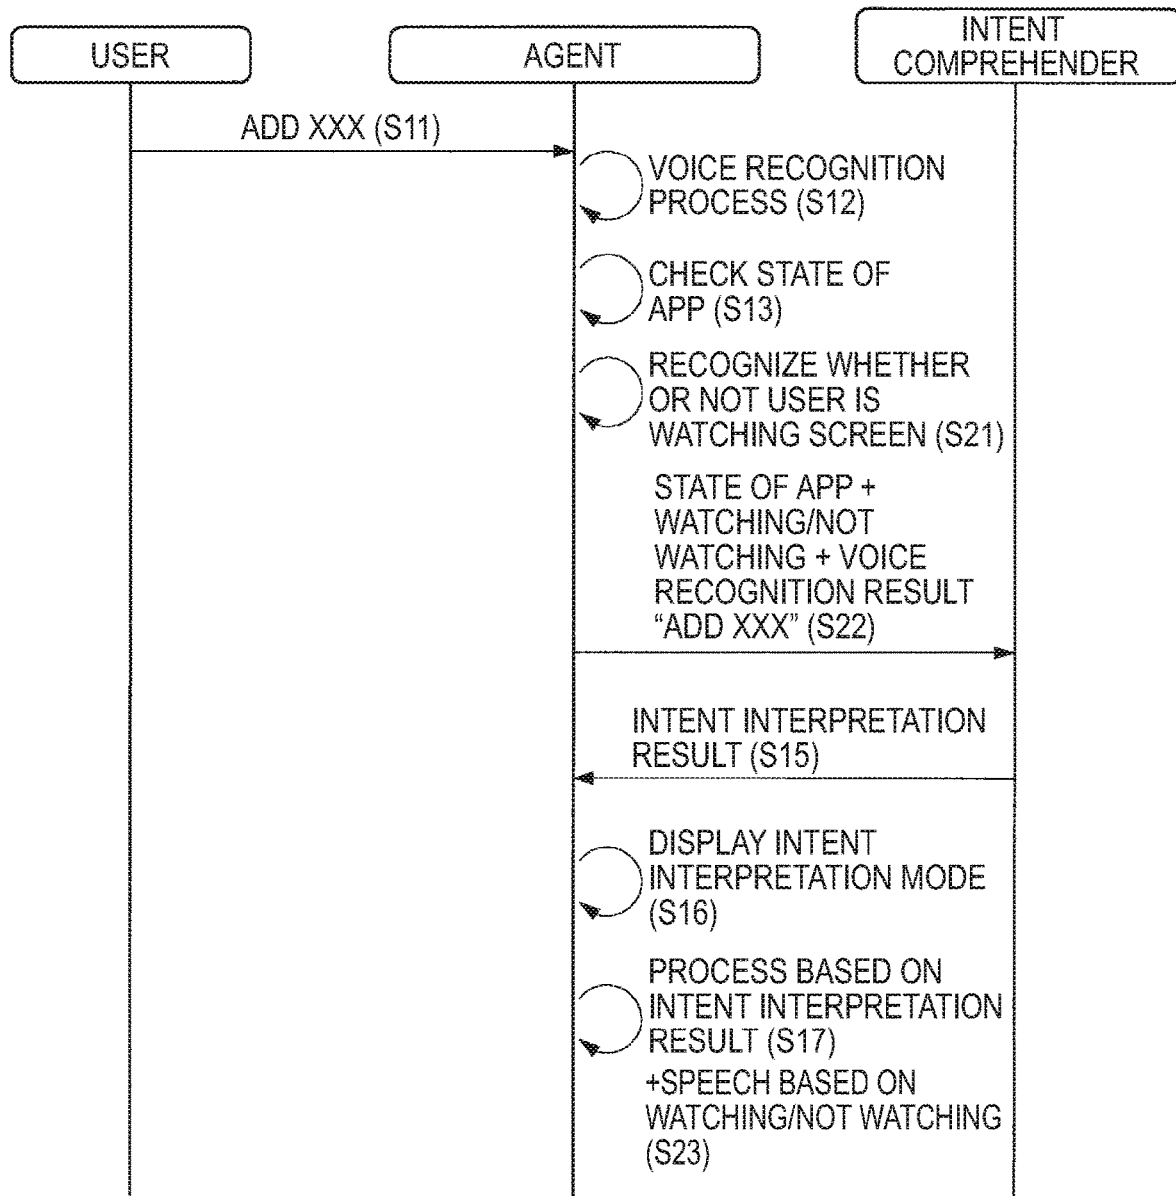 USER
AGENT
INTENT
COMPREHENDER
ADD XXX (S11)
VOICE RECOGNITION
PROCESS (S12)
CHECK STATE OF
APP (S13)
RECOGNIZE WHETHER
OR NOT USER IS
WATCHING SCREEN (S21)
STATE OF APP +
WATCHING/NOT
WATCHING + VOICE
RECOGNITION RESULT
“ADD XXX” (S22)
INTENT INTERPRETATION
RESULT (S15)
DISPLAY INTENT
INTERPRETATION MODE
(S16)
PROCESS BASED ON
INTENT INTERPRETATION
RESULT (S17)
+SPEECH BASED ON
WATCHING/NOT WATCHING
(S23)